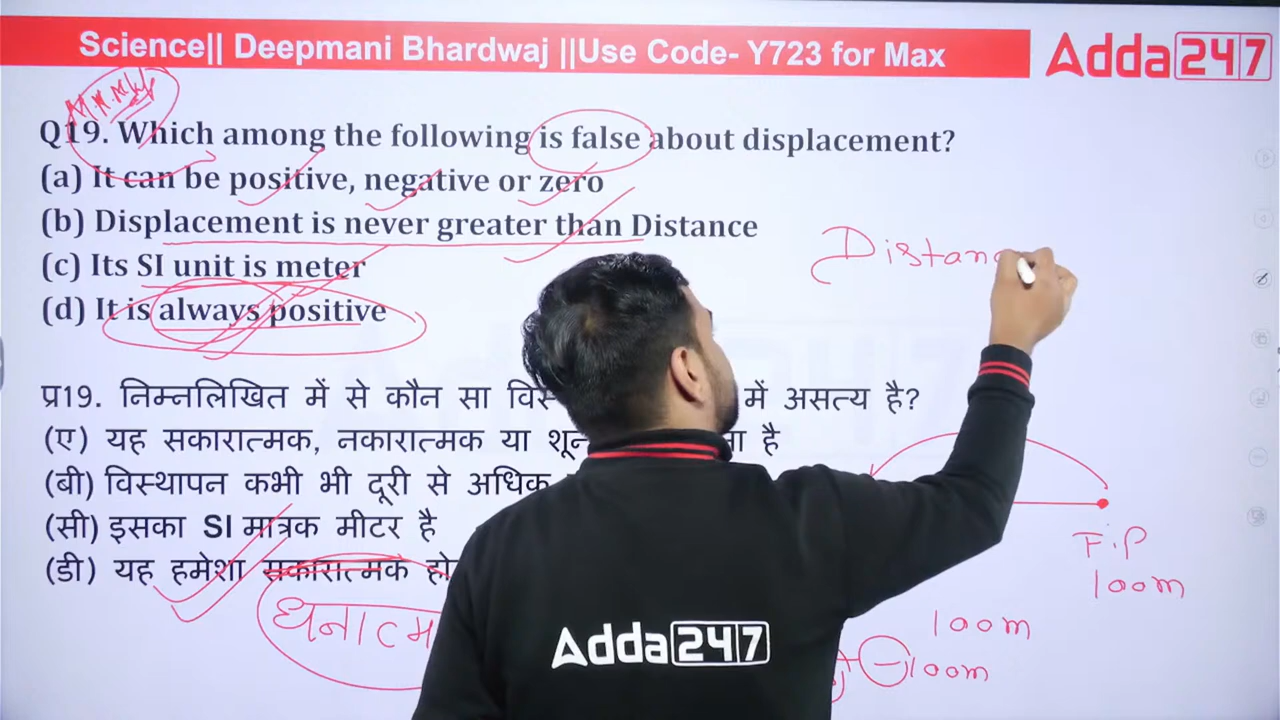 Science|| Deepmani Bhardwaj ||Use Code- Y723 for Max
Adda247
Q19. Which among the following is false about displacement?
(a) It can be positive, negative or zero
(b) Displacement is never greater than Distance
(c) Its SI unit is meter
(d) It is always positive
Distan
प्र19. निम्नलिखित में से कौन सा में असत्य है?
(ए) यह सकारात्मक, नकारात्मक या है
(बी) विस्थापन कभी भी दूरी से अधिक
(सी) इसका SI मात्रक मीटर है
(डी) यह हमेशा सकारात्मक
F.P
100m
धनात्म
100m
-100m
Adda247